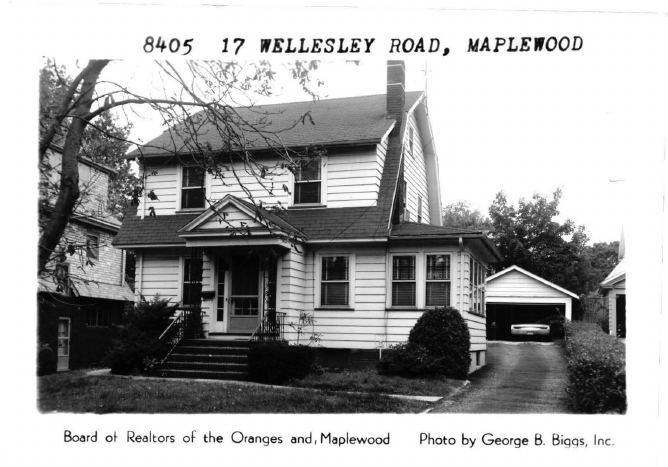 8405 17 WELLESLEY ROAD, MAPLEWOOD
Board of Realtors of the Oranges and, Maplewood Photo by George B. Biggs, Inc.